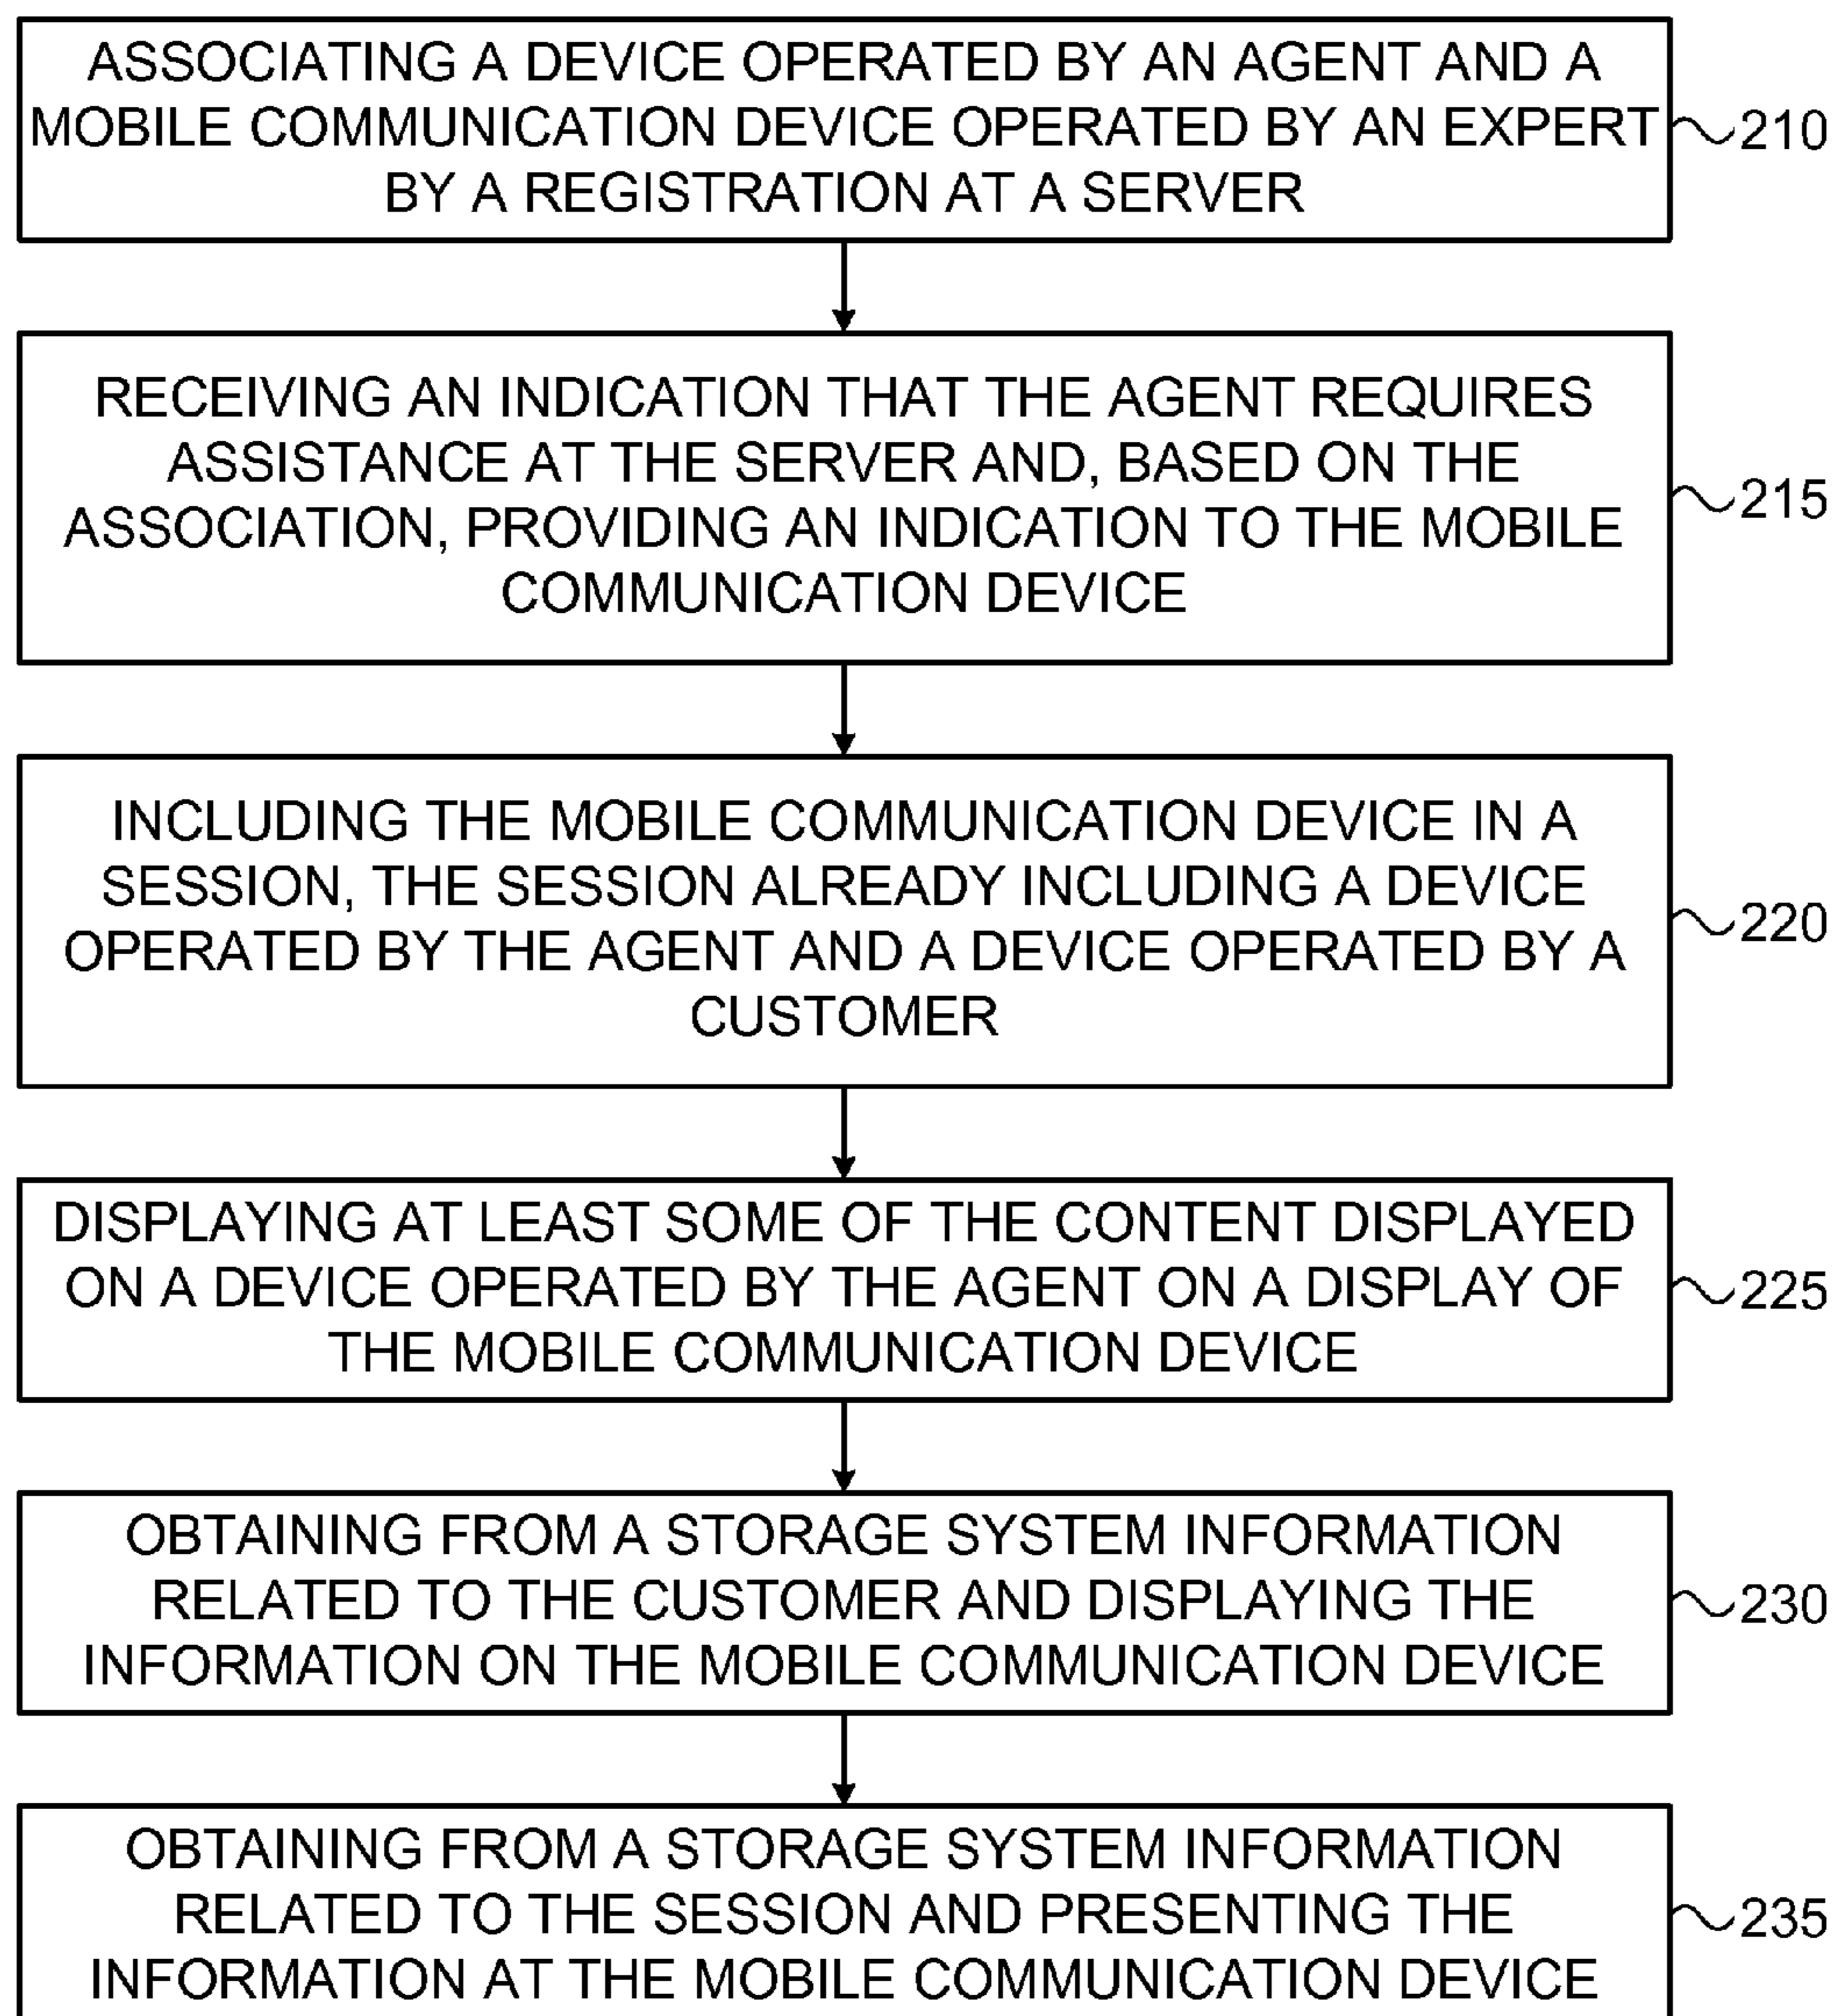 ASSOCIATING A DEVICE OPERATED BY AN AGENT AND A
MOBILE COMMUNICATION DEVICE OPERATED BY AN EXPERT
BY A REGISTRATION AT A SERVER
210
RECEIVING AN INDICATION THAT THE AGENT REQUIRES
ASSISTANCE AT THE SERVER AND, BASED ON THE
ASSOCIATION, PROVIDING AN INDICATION TO THE MOBILE
COMMUNICATION DEVICE
215
INCLUDING THE MOBILE COMMUNICATION DEVICE IN A
SESSION, THE SESSION ALREADY INCLUDING A DEVICE
OPERATED BY THE AGENT AND A DEVICE OPERATED BY A
CUSTOMER
220
DISPLAYING AT LEAST SOME OF THE CONTENT DISPLAYED
ON A DEVICE OPERATED BY THE AGENT ON A DISPLAY OF
THE MOBILE COMMUNICATION DEVICE
225
OBTAINING FROM A STORAGE SYSTEM INFORMATION
RELATED TO THE CUSTOMER AND DISPLAYING THE
INFORMATION ON THE MOBILE COMMUNICATION DEVICE
230
OBTAINING FROM A STORAGE SYSTEM INFORMATION
RELATED TO THE SESSION AND PRESENTING THE
INFORMATION AT THE MOBILE COMMUNICATION DEVICE
235